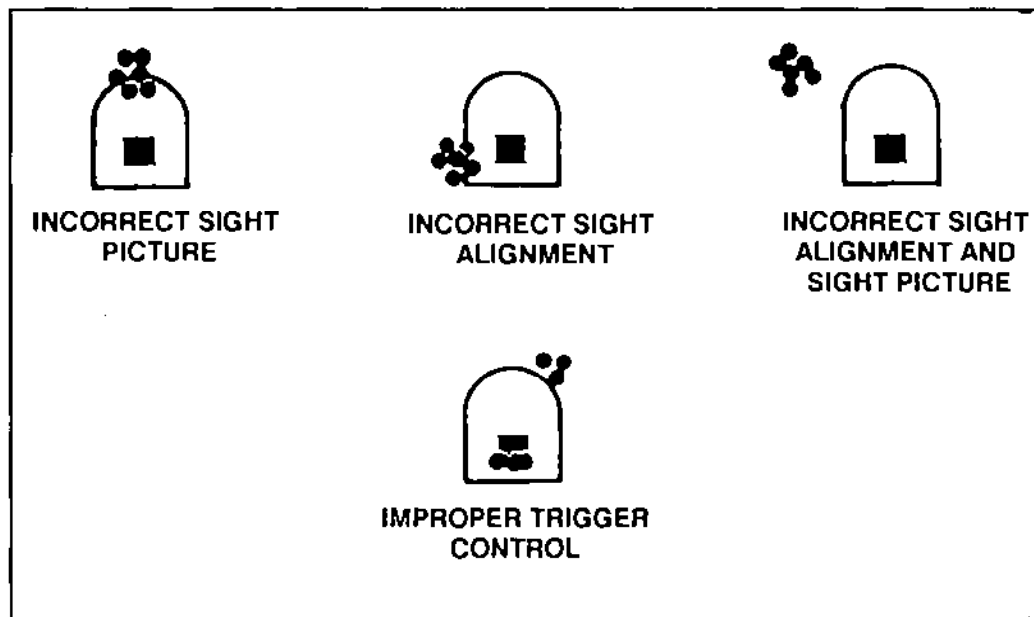 INCORRECT SIGHT
PICTURE
INCORRECT SIGHT
ALIGNMENT
INCORRECT SIGHT
ALIGNMENT AND
SIGHT PICTURE
IMPROPER TRIGGER
CONTROL